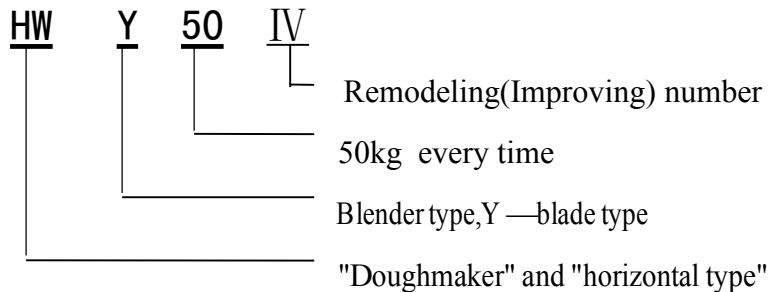 HW Y 50 Ⅳ
Remodeling(Improving) number
50kg every time
Blender type,Y —blade type
"Doughmaker" and "horizontal type"